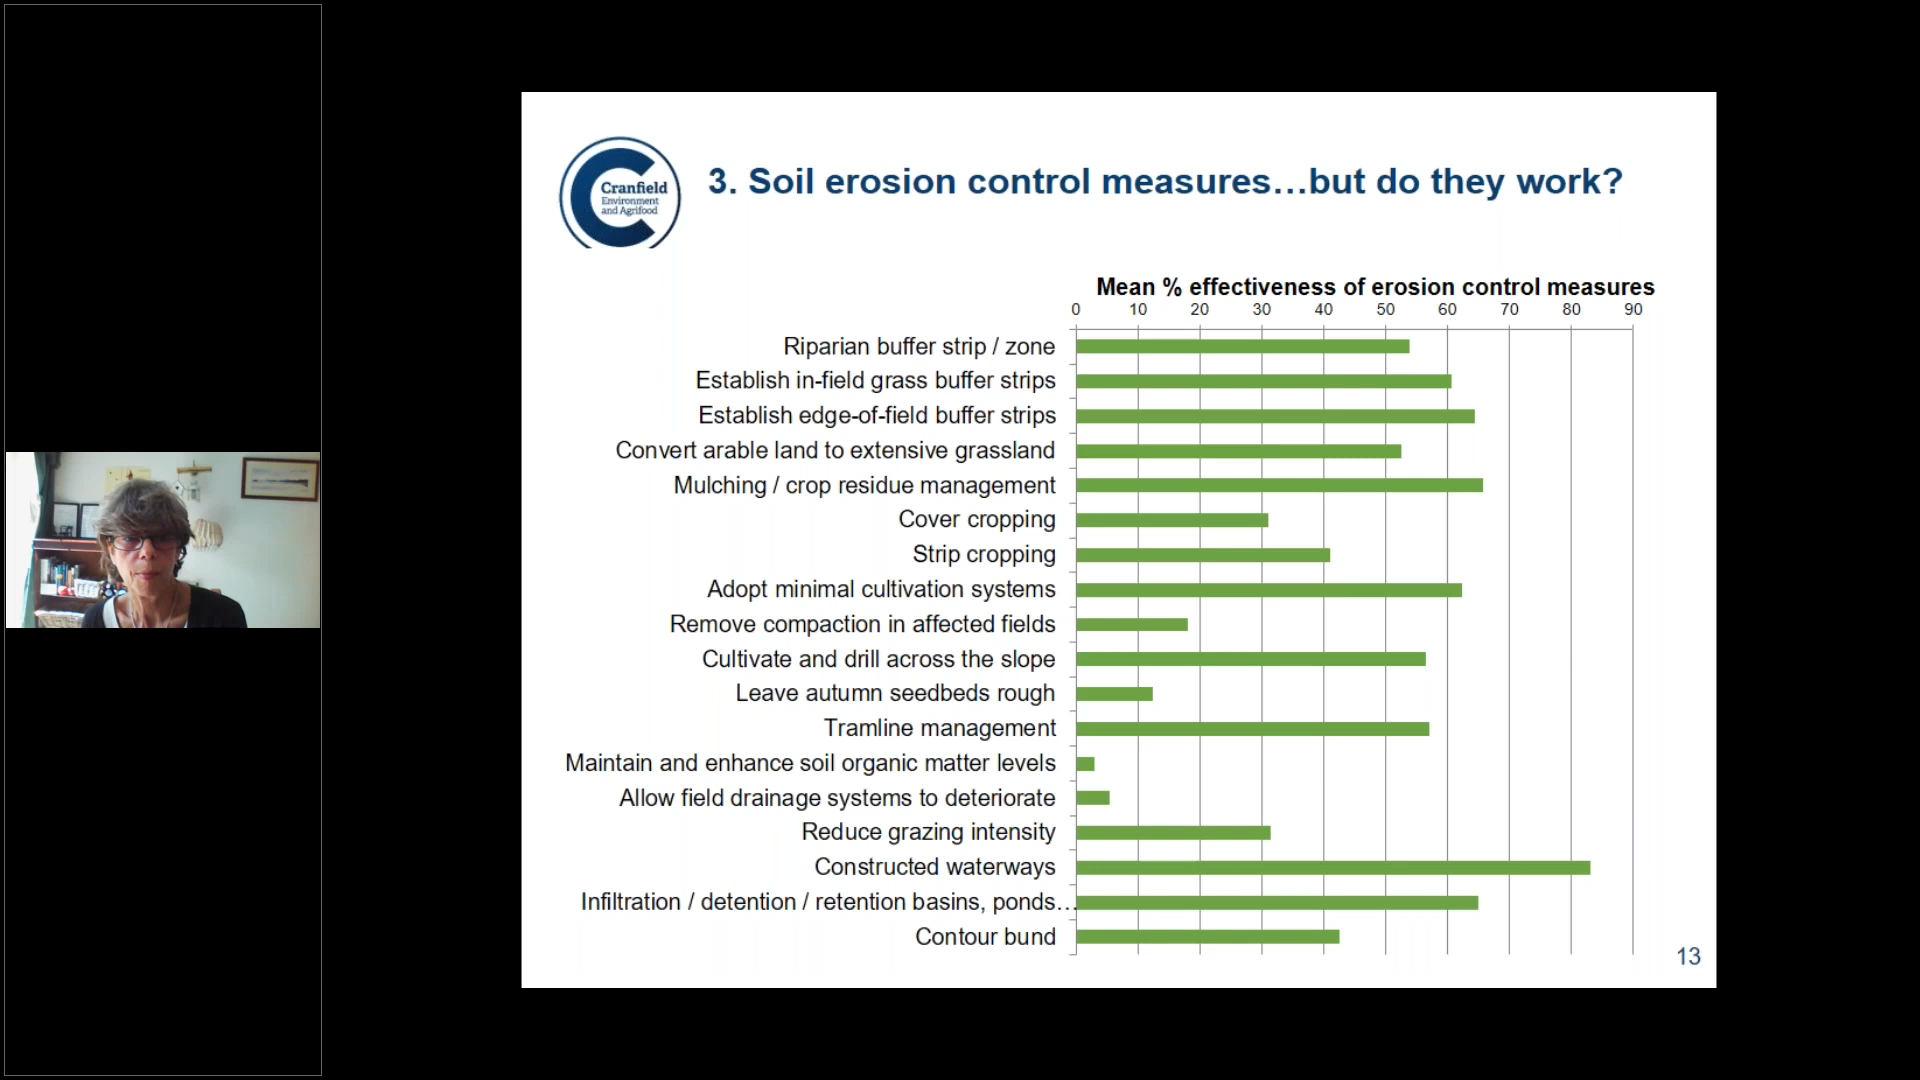 Cranfield
Environment
and Agrifood
3. Soil erosion control measures...but do they work?
Mean % effectiveness of erosion control measures
0 10 20 30 40 50 60 70 80 90
Riparian buffer strip / zone
Establish in-field grass buffer strips
Establish edge-of-field buffer strips
Convert arable land to extensive grassland
Mulching / crop residue management
Cover cropping
Strip cropping
Adopt minimal cultivation systems
Remove compaction in affected fields
Cultivate and drill across the slope
Leave autumn seedbeds rough
Tramline management
Maintain and enhance soil organic matter levels
Allow field drainage systems to deteriorate
Reduce grazing intensity
Constructed waterways
Infiltration / detention / retention basins, ponds...
Contour bund
13